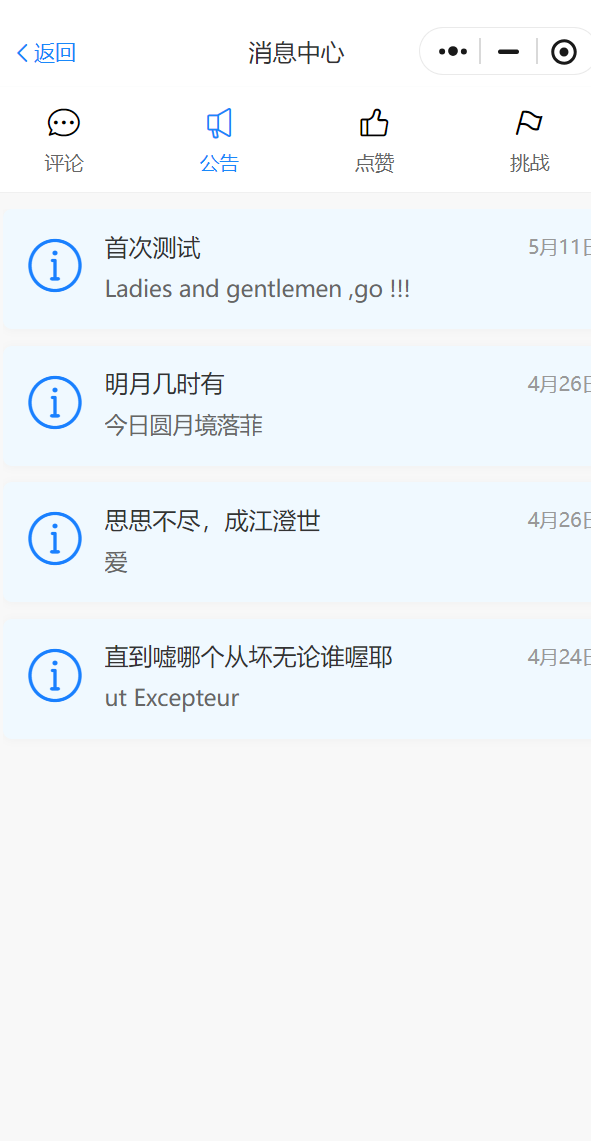 返回
消息中心
评论
公告
点赞
挑战
首次测试
5月11日
Ladies and gentlemen ,go !!!
明月几时有
4月26日
今日圆月境落菲
思思不尽，成江澄世
4月26日
爱
直到嘘哪个从坏无论谁喔耶
4月24日
ut Excepteur